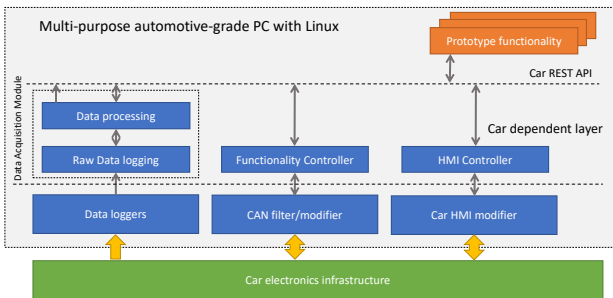 Multi-purpose automotive-grade PC with Linux
Prototype functionality
Car REST API
Data Acquisition Module
Data processing
Car dependent layer
Raw Data logging
Functionality Controller
HMI Controller
Data loggers
CAN filter/modifier
Car HMI modifier
Car electronics infrastructure